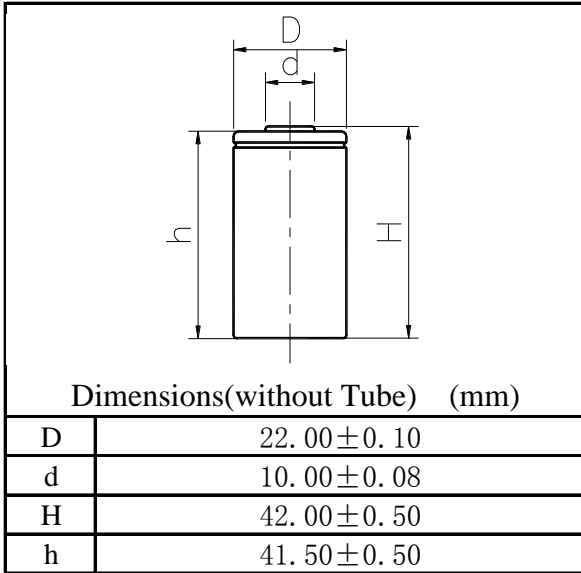 D
d
h
H
Dimensions(without Tube) (mm)
D 22.00±0.10
d 10.00±0.08
H 42.00±0.50
h 41.50±0.50